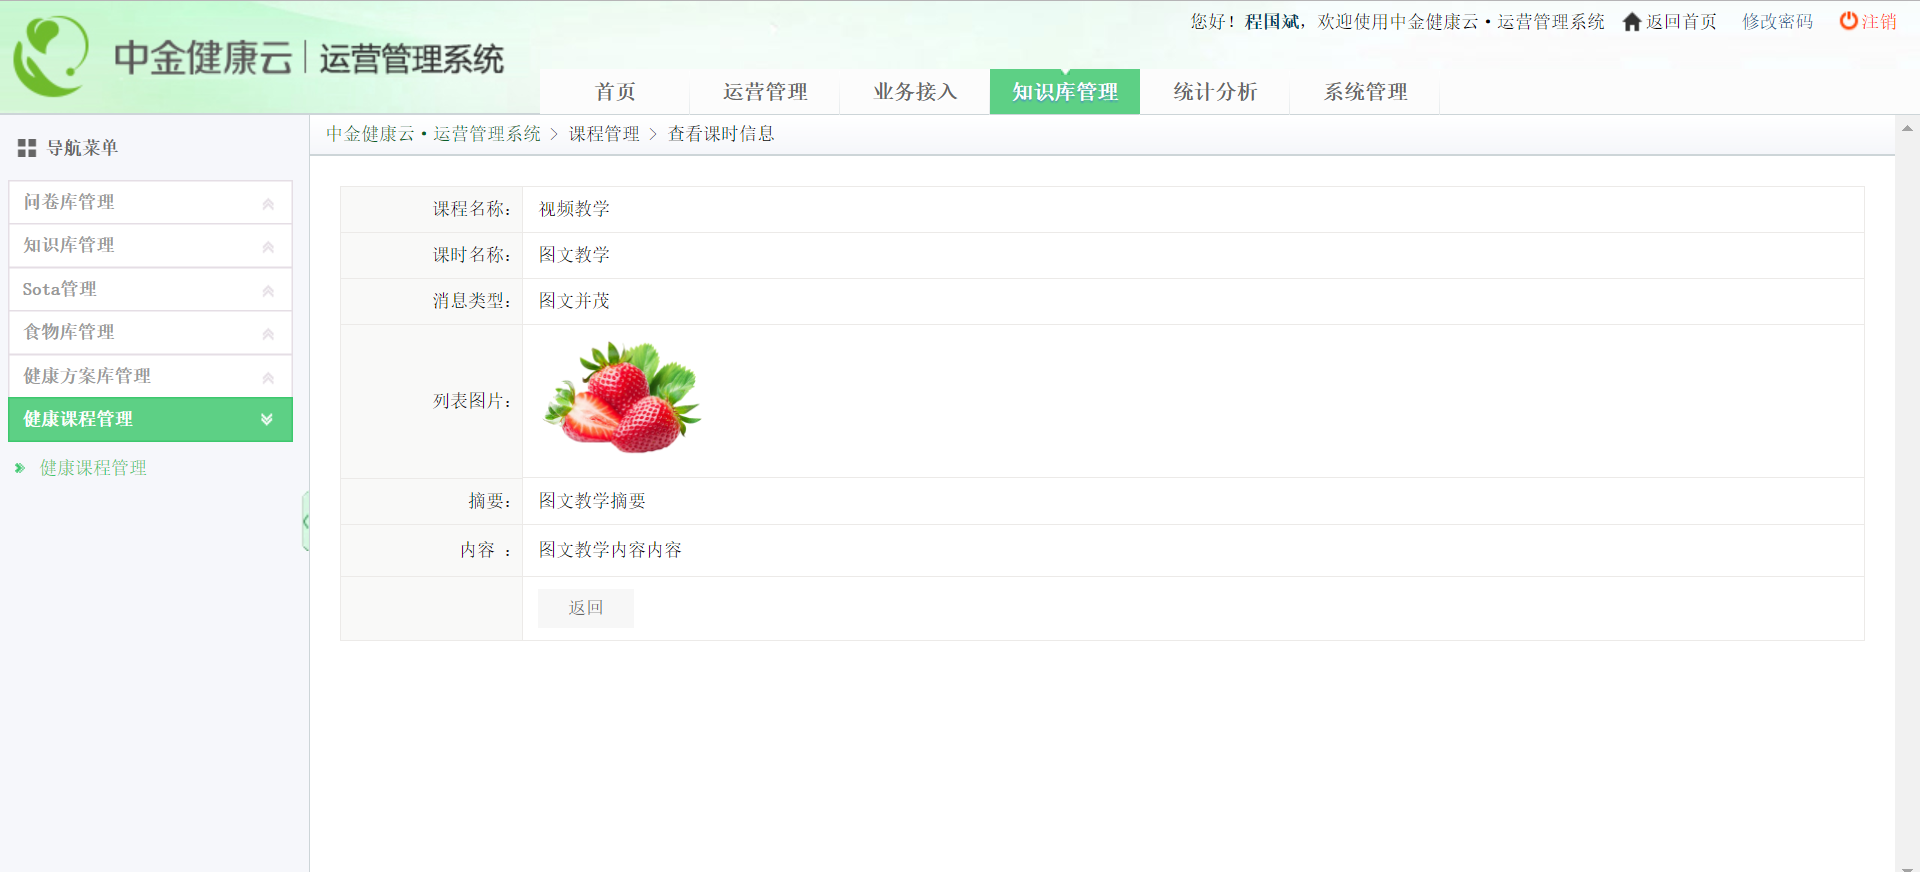 中金健康云|运营管理系统
您好！程国斌，欢迎使用中金健康云•运营管理系统 返回首页 修改密码 注销
首页 运营管理 业务接入 知识库管理 统计分析 系统管理
导航菜单
问卷库管理
知识库管理
Sota管理
食物库管理
健康方案库管理
健康课程管理
健康课程管理
中金健康云•运营管理系统 > 课程管理 > 查看课时信息
课程名称： 视频教学
课时名称： 图文教学
消息类型： 图文并茂
列表图片：
摘要： 图文教学摘要
内容 ： 图文教学内容内容
返回